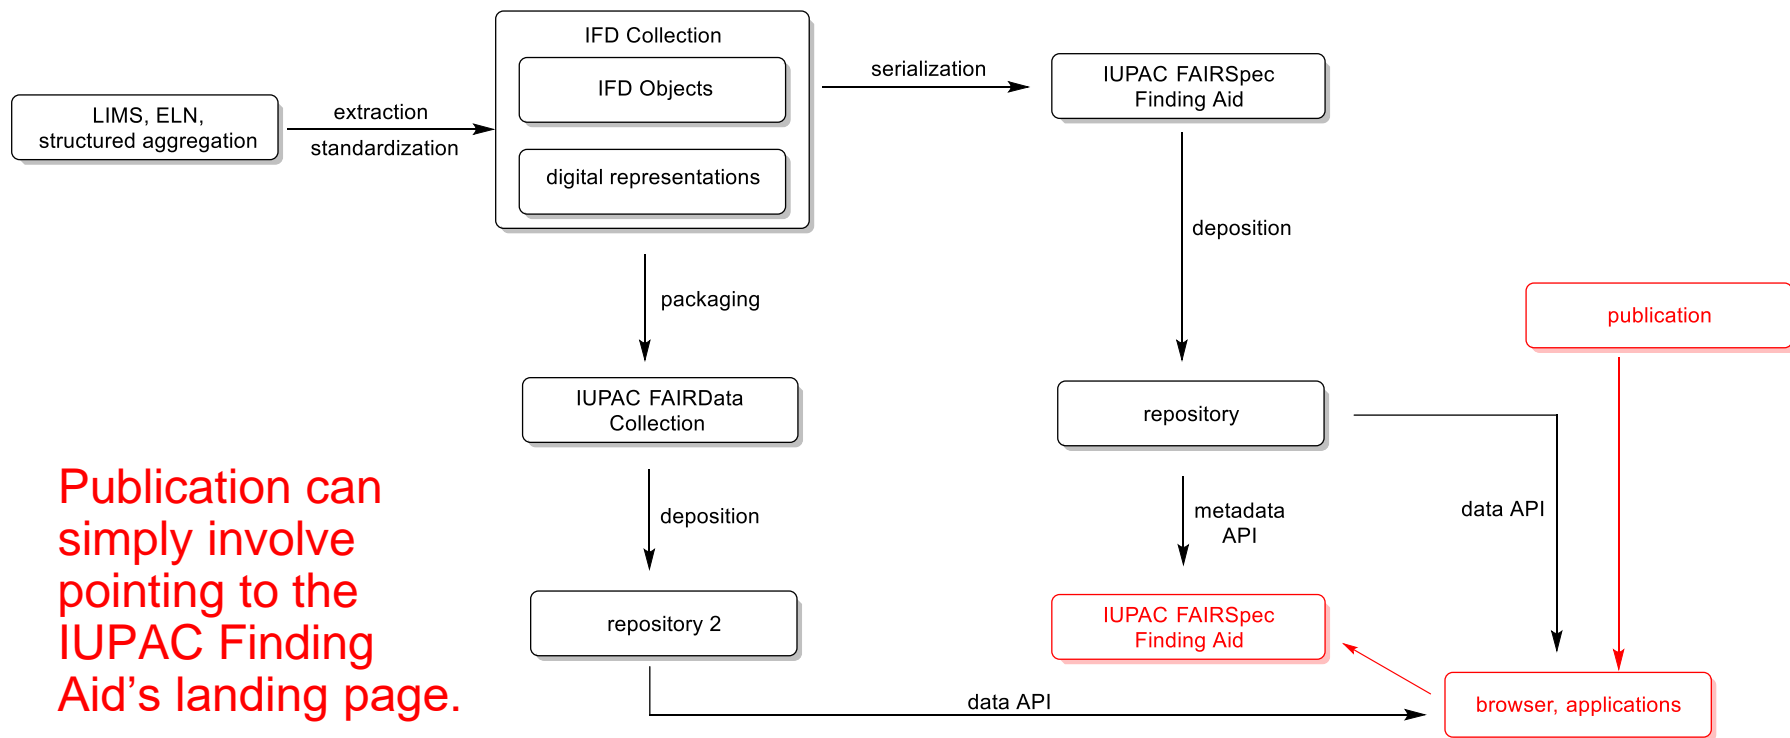 IFD Collection
IFD Objects
digital representations
LIMS, ELN,
structured aggregation
extraction
standardization
serialization
IUPAC FAIRSpec
Finding Aid
deposition
packaging
publication
IUPAC FAIRData
Collection
repository
Publication can
simply involve
pointing to the
IUPAC Finding
Aid’s landing page.
deposition
metadata
API
data API
repository 2
IUPAC FAIRSpec
Finding Aid
data API
browser, applications